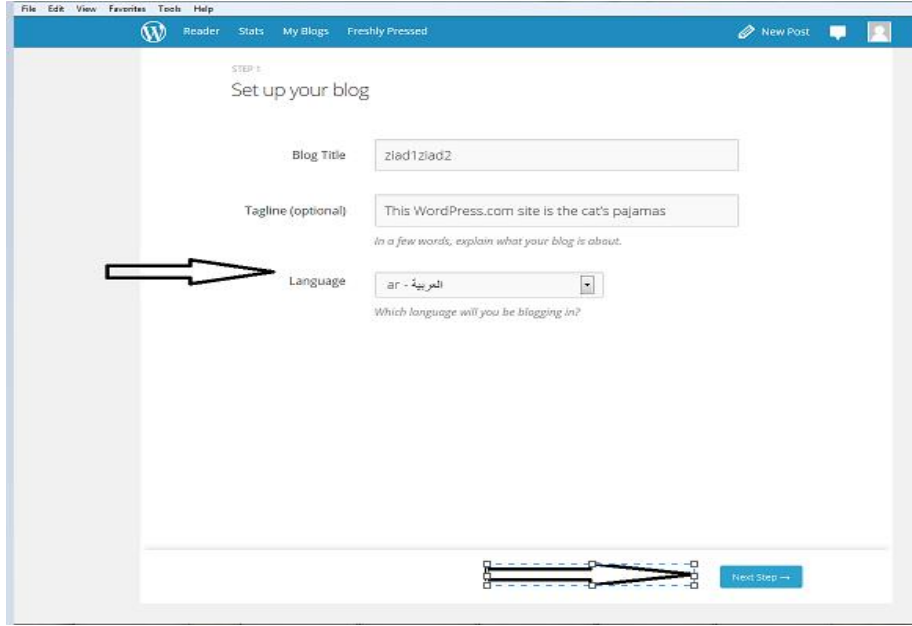 File Edit View Favorites Tools Help
Reader Stats My Blogs Freshly Pressed New Post
STEP 1
Set up your blog
Blog Title ziad1ziad2
Tagline (optional) This WordPress.com site is the cat's pajamas
In a few words, explain what your blog is about.
Language ar - العربية
Which language will you be blogging in?
Next Step →